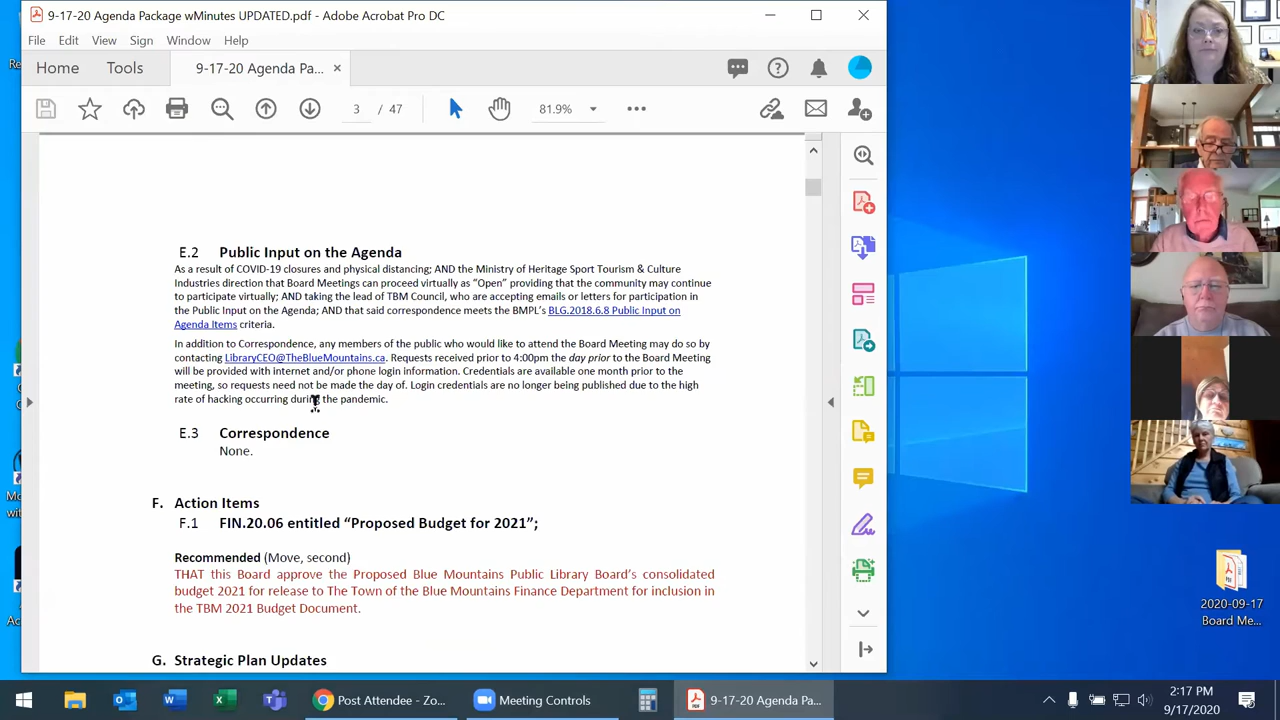 9-17-20 Agenda Package wMinutes UPDATED.pdf - Adobe Acrobat Pro DC
File Edit View Sign Window Help
Home Tools 9-17-20 Agenda Pa... ×
3 / 47 81.9%
E.2 Public Input on the Agenda
As a result of COVID-19 closures and physical distancing; AND the Ministry of Heritage Sport Tourism & Culture
Industries direction that Board Meetings can proceed virtually as “Open” providing that the community may continue
to participate virtually; AND taking the lead of TBM Council, who are accepting emails or letters for participation in
the Public Input on the Agenda; AND that said correspondence meets the BMPL’s BLG.2018.6.8 Public Input on
Agenda Items criteria.
In addition to Correspondence, any members of the public who would like to attend the Board Meeting may do so by
contacting LibraryCEO@TheBlueMountains.ca. Requests received prior to 4:00pm the day prior to the Board Meeting
will be provided with internet and/or phone login information. Credentials are available one month prior to the
meeting, so requests need not be made the day of. Login credentials are no longer being published due to the high
rate of hacking occurring during the pandemic.
E.3 Correspondence
None.
F. Action Items
F.1 FIN.20.06 entitled “Proposed Budget for 2021”;
Recommended (Move, second)
THAT this Board approve the Proposed Blue Mountains Public Library Board’s consolidated
budget 2021 for release to The Town of the Blue Mountains Finance Department for inclusion in
the TBM 2021 Budget Document.
G. Strategic Plan Updates
2020-09-17
Board Me...
Post Attendee - Zo...
Meeting Controls
9-17-20 Agenda Pa...
2:17 PM
9/17/2020